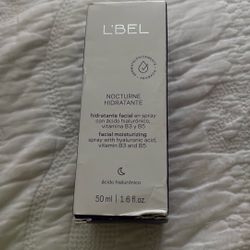 L'BEL
NOCTURNE
HIDRATANTE
hidratante facial en spray
con ácido hialurónico,
vitamina B3 y B5
facial moisturizing
spray with hyaluronic acid,
vitamin B3 and B5
ácido hialurónico
50 ml | 1.6 fl.oz.